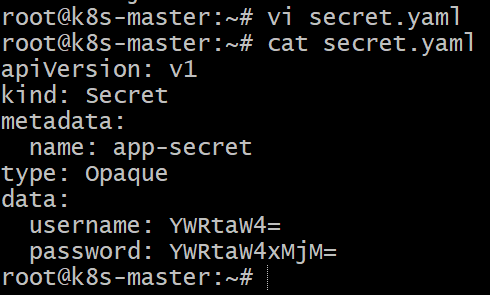 root@k8s-master:~# vi secret.yaml
root@k8s-master:~# cat secret.yaml
apiVersion: v1
kind: Secret
metadata:
  name: app-secret
type: Opaque
data:
  username: YWRtaW4=
  password: YWRtaW4xMjM=
root@k8s-master:~#